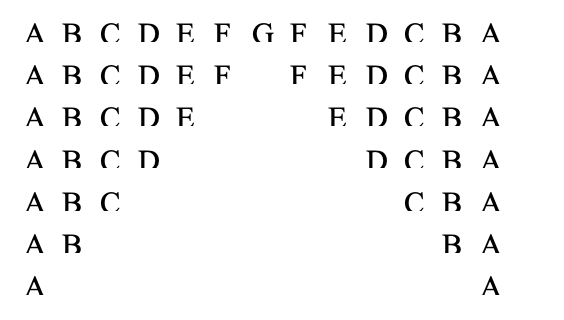 A B C D E F G F E D C B A
A B C D E F   F E D C B A
A B C D E       E D C B A
A B C D           D C B A
A B C               C B A
A B                   B A
A                       A